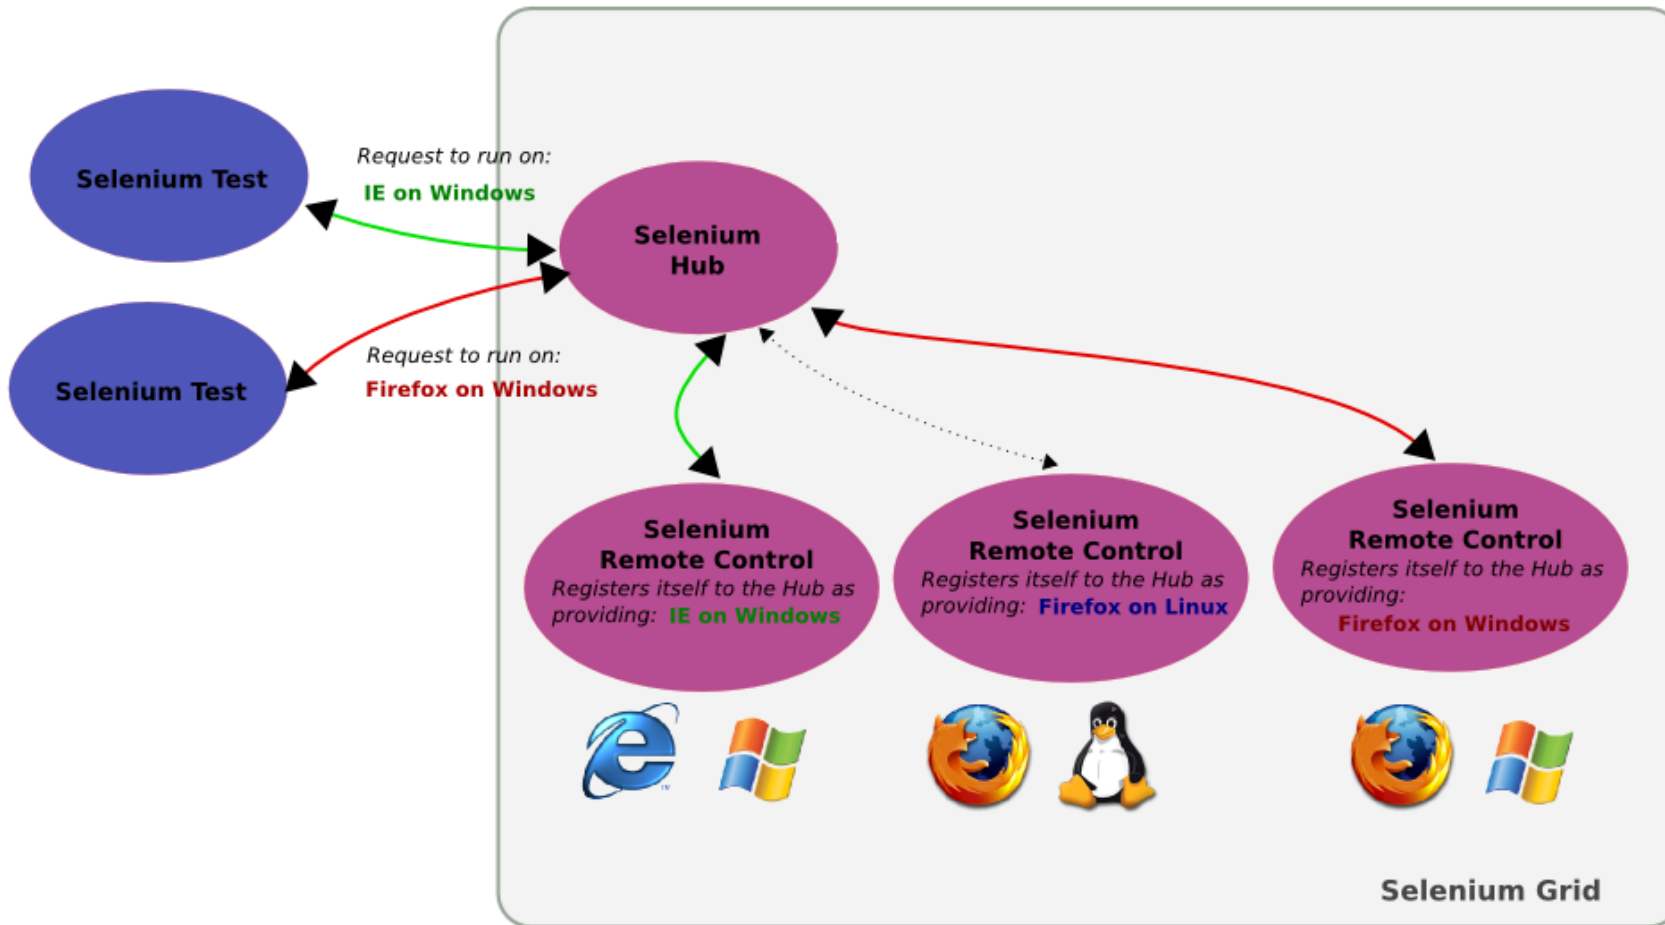 Selenium Test
Request to run on:
IE on Windows
Selenium
Hub
Request to run on:
Firefox on Windows
Selenium Test
Selenium
Remote Control
Registers itself to the Hub as
providing: IE on Windows
Selenium
Remote Control
Registers itself to the Hub as
providing: Firefox on Linux
Selenium
Remote Control
Registers itself to the Hub as
providing:
Firefox on Windows
Selenium Grid